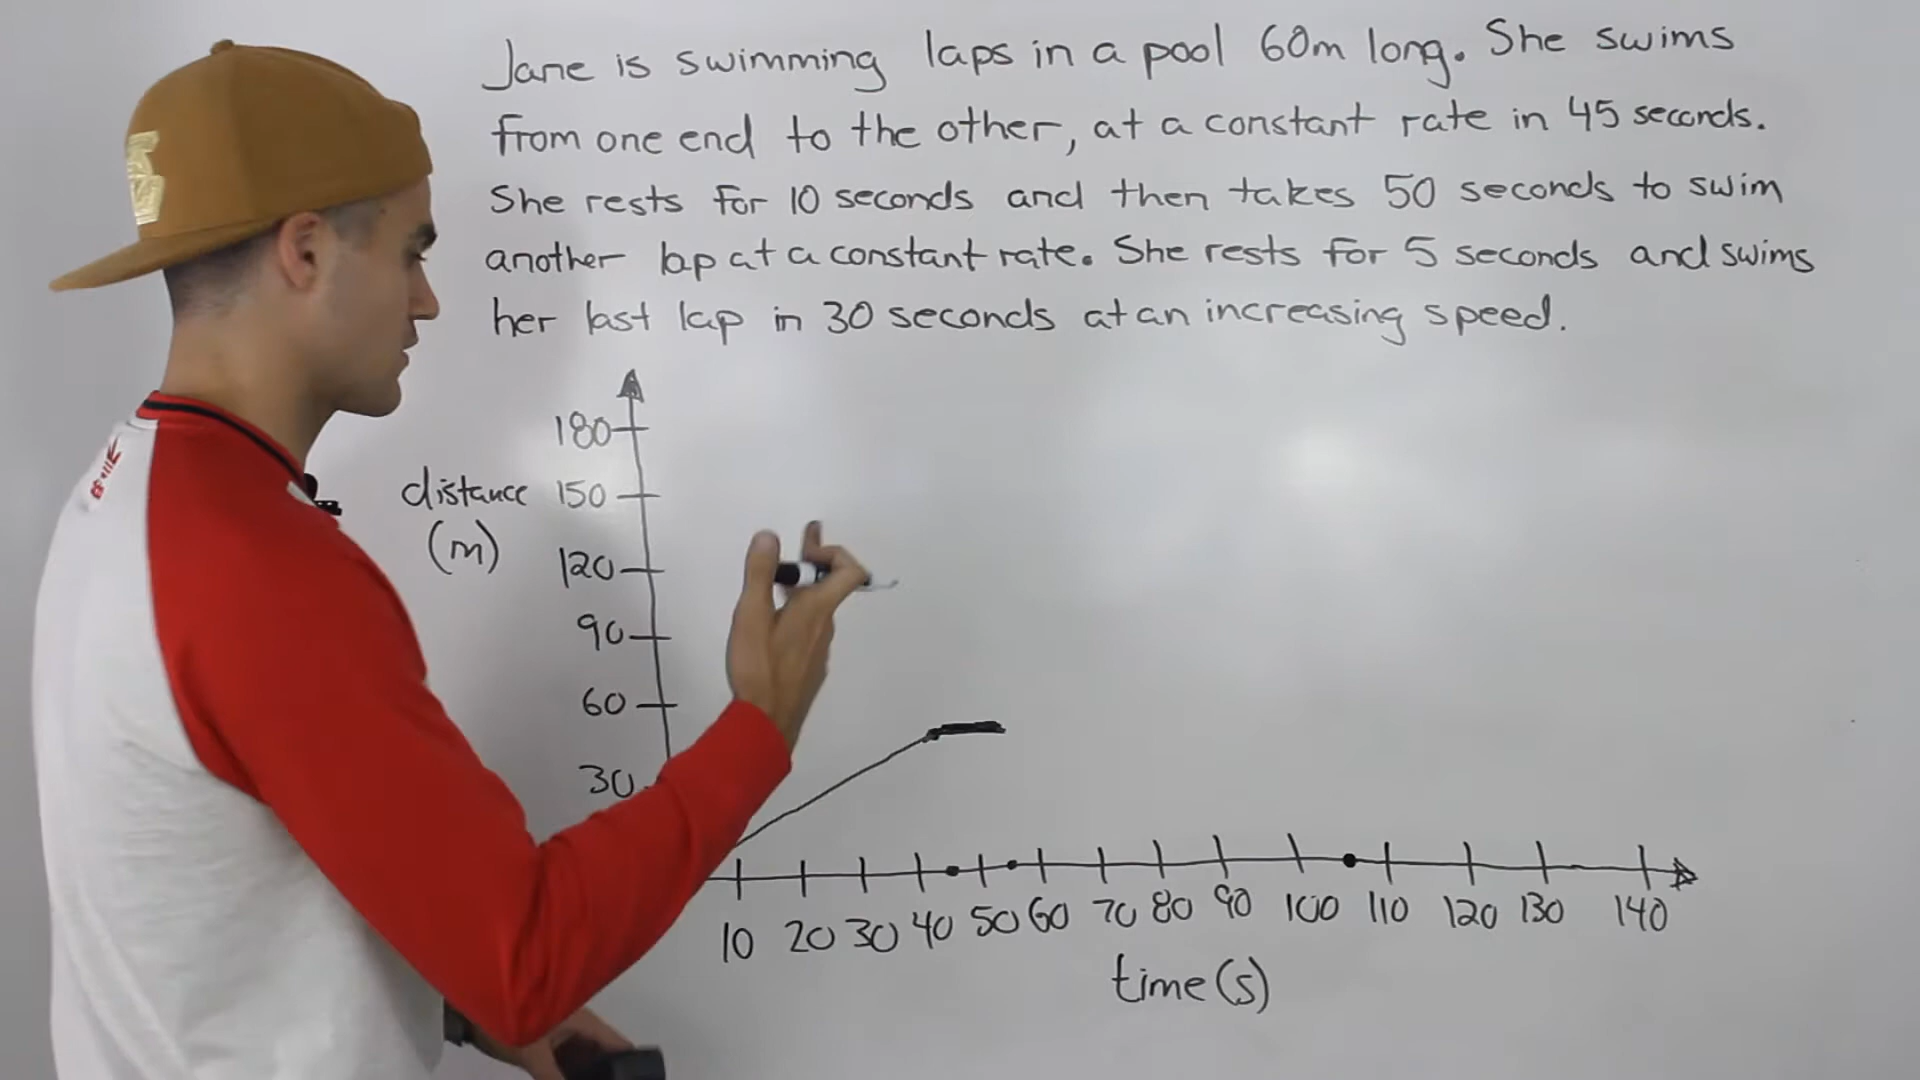 Jane is swimming laps in a pool 60m long. She swims
from one end to the other, at a constant rate in 45 seconds.
She rests for 10 seconds and then takes 50 seconds to swim
another lap at a constant rate. She rests for 5 seconds and swims
her last lap in 30 seconds at an increasing speed.
180
distance 150
(m)
120
90
60
30
10 20 30 40 50 60 70 80 90 100 110 120 130 140
time (s)